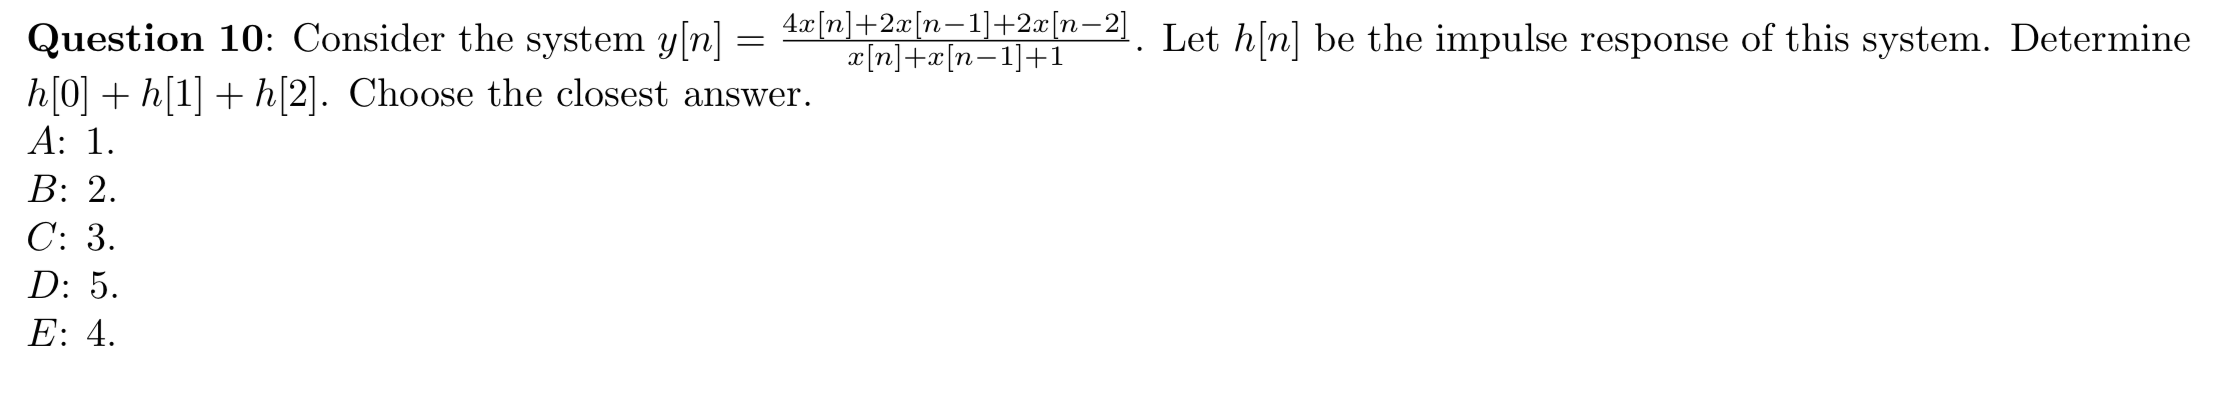 Question 10: Consider the system $y[n] = \frac{4x[n]+2x[n-1]+2x[n-2]}{x[n]+x[n-1]+1}$. Let $h[n]$ be the impulse response of this system. Determine
$h[0] + h[1] + h[2]$. Choose the closest answer.
A: 1.
B: 2.
C: 3.
D: 5.
E: 4.